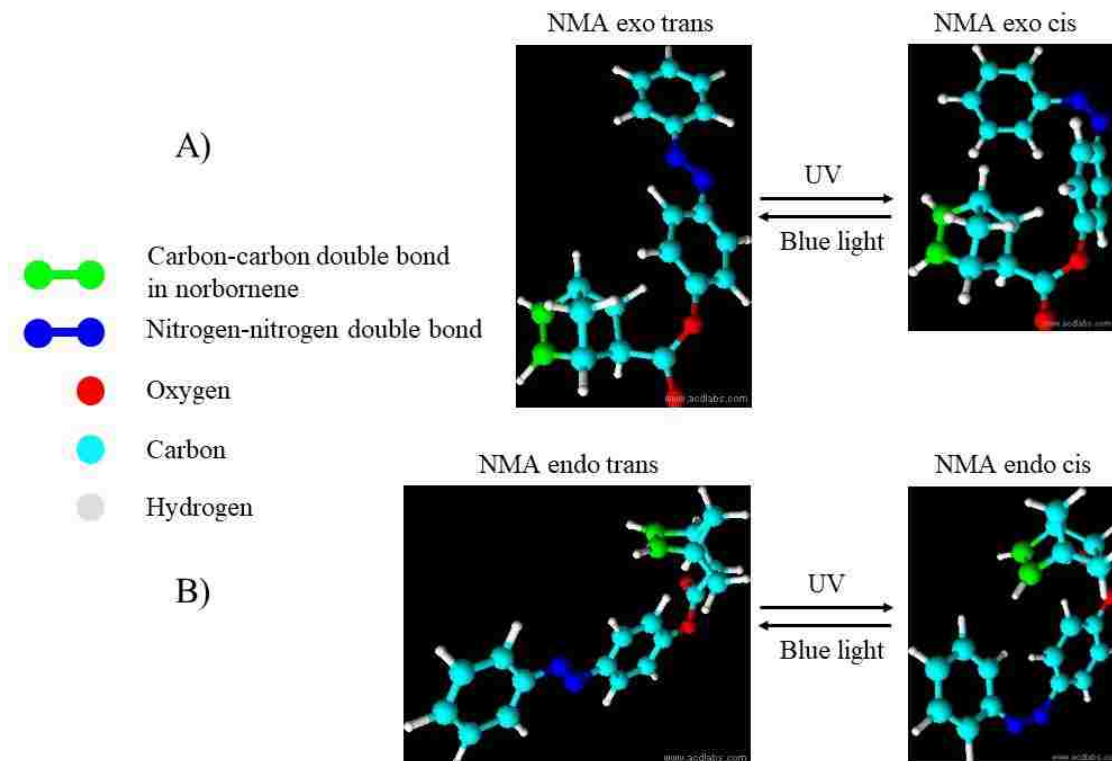 NMA exo trans
NMA exo cis
A)
UV
Blue light
Carbon-carbon double bond
in norbornene
Nitrogen-nitrogen double bond
Oxygen
Carbon
Hydrogen
www.acdlabs.com
www.acdlabs.com
NMA endo trans
NMA endo cis
B)
UV
Blue light
www.acdlabs.com
www.acdlabs.com